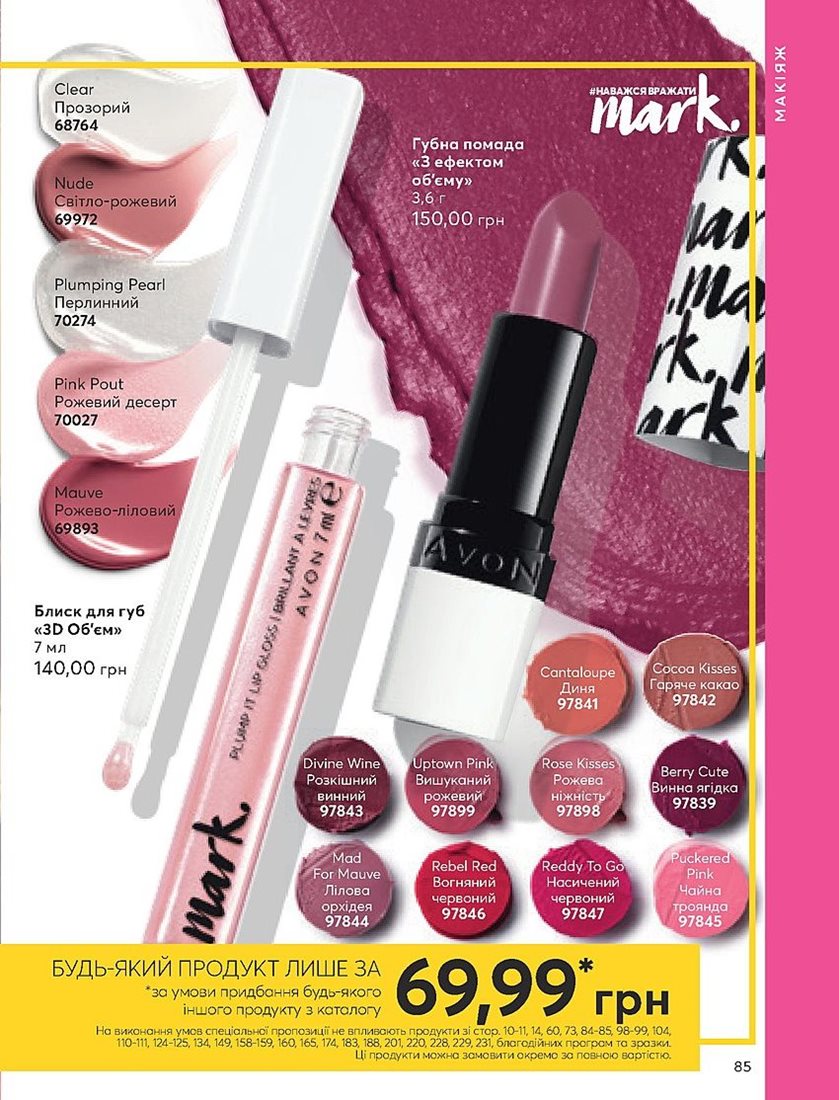 МАКІЯЖ
#НАВАЖСЯ ВРАЖАТИ
mark.
Clear
Прозорий
68764
Nude
Світло-рожевий
69972
Plumping Pearl
Перлинний
70274
Pink Pout
Рожевий десерт
70027
Mauve
Рожево-ліловий
69893
Губна помада
«З ефектом
об'єму»
3,6 г
150,00 грн
AVON
Блиск для губ
«3D Об'єм»
7 мл
140,00 грн
PLUMP IT LIP GLOSS / BRILLANT À LÈVRES
AVON 7 ml ℮
mark.
Cantaloupe
Диня
97841
Cocoa Kisses
Гаряче какао
97842
Divine Wine
Розкішний
винний
97843
Uptown Pink
Вишуканий
рожевий
97899
Rose Kisses
Рожева
ніжність
97898
Berry Cute
Винна ягідка
97839
Mad
For Mauve
Лілова
орхідея
97844
Rebel Red
Вогняний
червоний
97846
Reddy To Go
Насичений
червоний
97847
Puckered
Pink
Чайна
троянда
97845
БУДЬ-ЯКИЙ ПРОДУКТ ЛИШЕ ЗА
*за умови придбання будь-якого
іншого продукту з каталогу
69,99* грн
На виконання умов спеціальної пропозиції не впливають продукти зі стор. 10-11, 14, 60, 73, 84-85, 98-99, 104,
110-111, 124-125, 134, 149, 158-159, 160, 165, 174, 183, 188, 201, 220, 228, 229, 231, благодійних програм та зразки.
Ці продукти можна замовити окремо за повною вартістю.
85